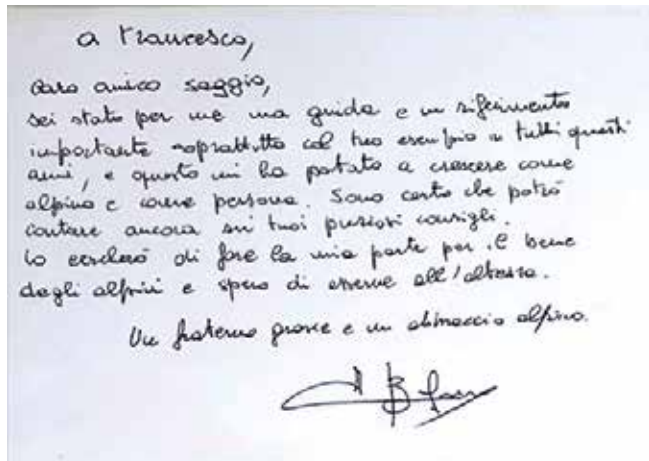 a Francesco,
Caro amico saggio,
sei stato per me una guida e un riferimento
importante soprattutto col tuo esempio in tutti questi
anni, e questo mi ha portato a crescere come
alpino e come persona. Sono certo che potrò
contare ancora sui tuoi preziosi consigli.
Io cercherò di fare la mia parte per il bene
degli alpini e spero di esserne all'altezza.
Un fraterno grazie e un abbraccio alpino.